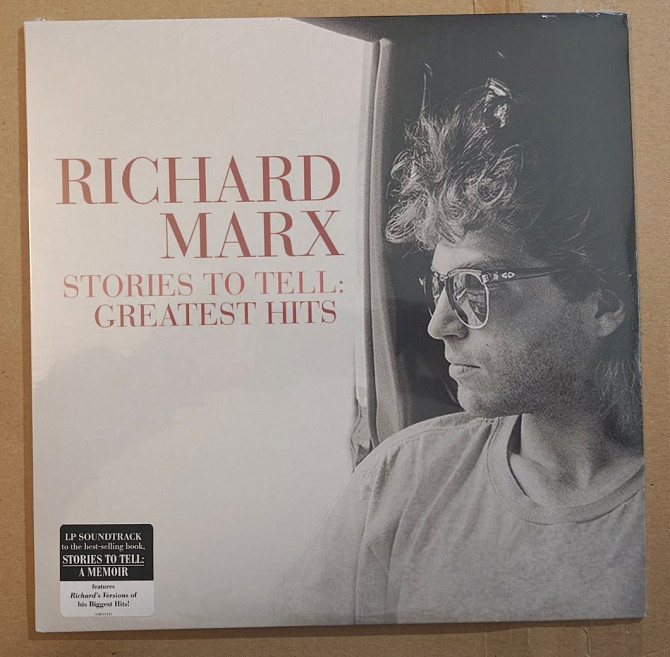 RICHARD
MARX
STORIES TO TELL:
GREATEST HITS
LP SOUNDTRACK
to the best-selling book,
STORIES TO TELL:
A MEMOIR
features
Richard's Versions of
his Biggest Hits!